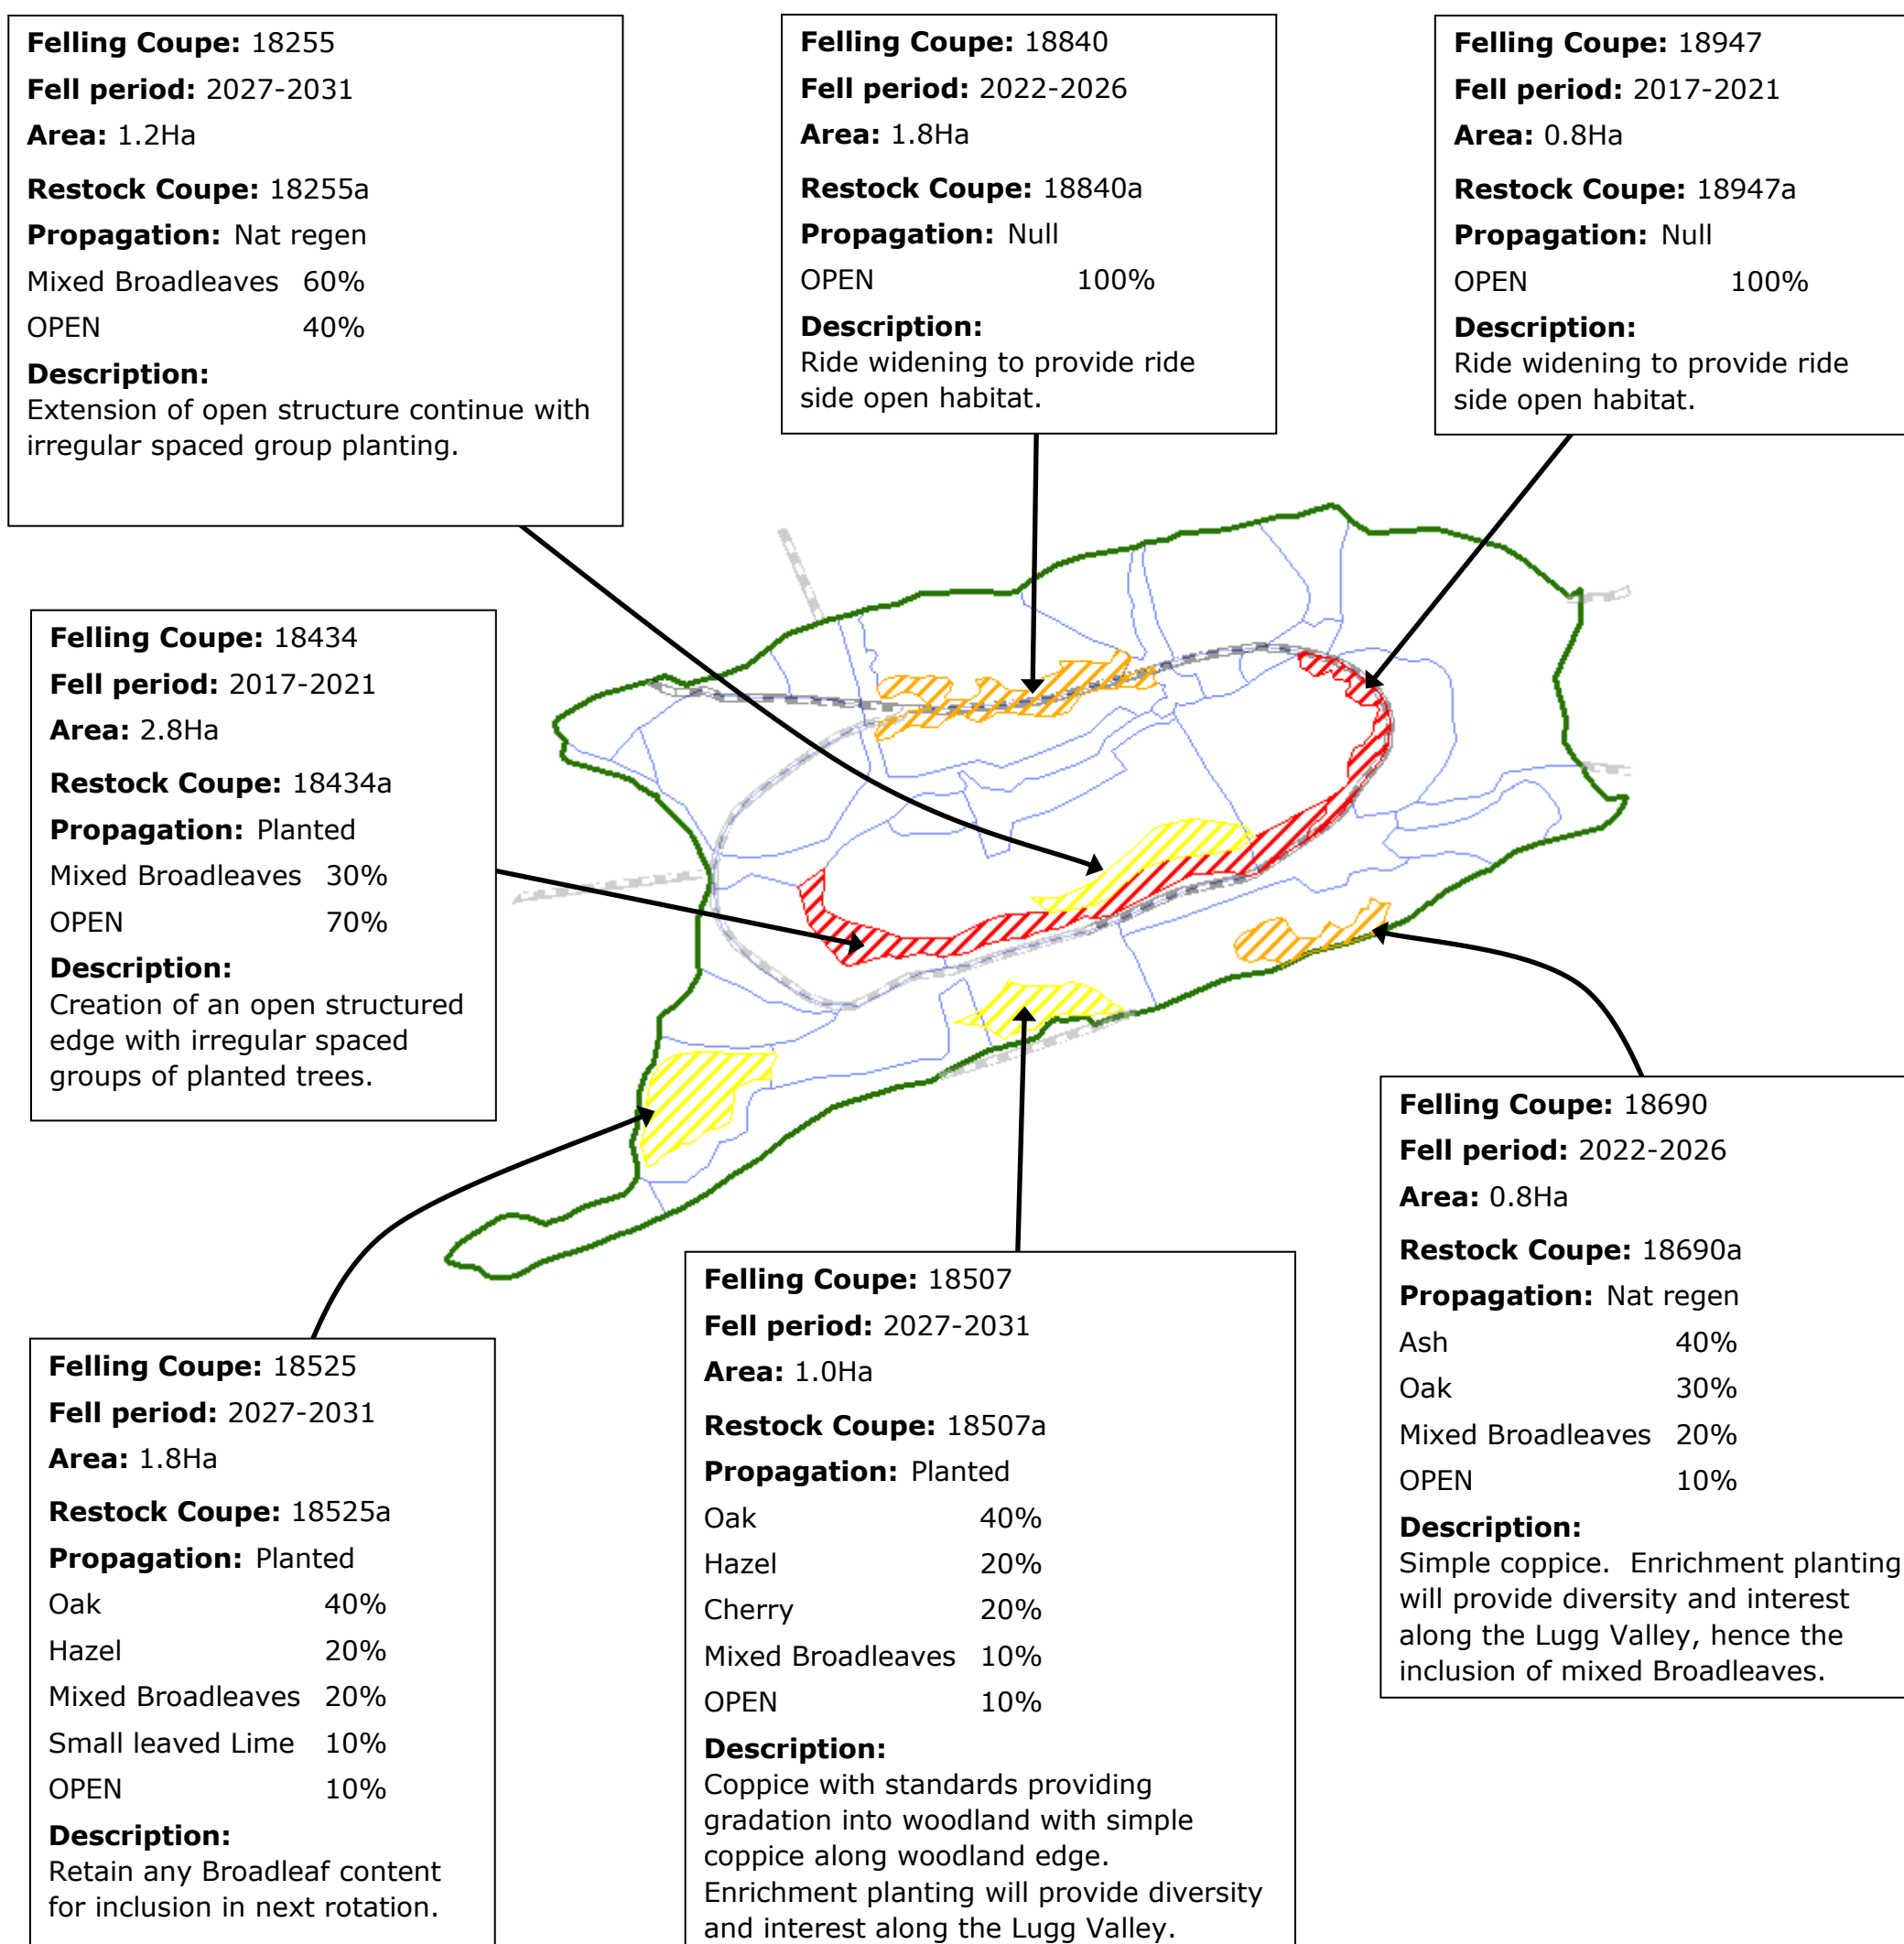 Felling Coupe: 18255
Fell period: 2027-2031
Area: 1.2Ha
Restock Coupe: 18255a
Propagation: Nat regen
Mixed Broadleaves 60%
OPEN 40%
Description:
Extension of open structure continue with
irregular spaced group planting.
Felling Coupe: 18840
Fell period: 2022-2026
Area: 1.8Ha
Restock Coupe: 18840a
Propagation: Null
OPEN 100%
Description:
Ride widening to provide ride
side open habitat.
Felling Coupe: 18947
Fell period: 2017-2021
Area: 0.8Ha
Restock Coupe: 18947a
Propagation: Null
OPEN 100%
Description:
Ride widening to provide ride
side open habitat.
Felling Coupe: 18434
Fell period: 2017-2021
Area: 2.8Ha
Restock Coupe: 18434a
Propagation: Planted
Mixed Broadleaves 30%
OPEN 70%
Description:
Creation of an open structured
edge with irregular spaced
groups of planted trees.
Felling Coupe: 18525
Fell period: 2027-2031
Area: 1.8Ha
Restock Coupe: 18525a
Propagation: Planted
Oak 40%
Hazel 20%
Mixed Broadleaves 20%
Small leaved Lime 10%
OPEN 10%
Description:
Retain any Broadleaf content
for inclusion in next rotation.
Felling Coupe: 18507
Fell period: 2027-2031
Area: 1.0Ha
Restock Coupe: 18507a
Propagation: Planted
Oak 40%
Hazel 20%
Cherry 20%
Mixed Broadleaves 10%
OPEN 10%
Description:
Coppice with standards providing
gradation into woodland with simple
coppice along woodland edge.
Enrichment planting will provide diversity
and interest along the Lugg Valley.
Felling Coupe: 18690
Fell period: 2022-2026
Area: 0.8Ha
Restock Coupe: 18690a
Propagation: Nat regen
Ash 40%
Oak 30%
Mixed Broadleaves 20%
OPEN 10%
Description:
Simple coppice. Enrichment planting
will provide diversity and interest
along the Lugg Valley, hence the
inclusion of mixed Broadleaves.